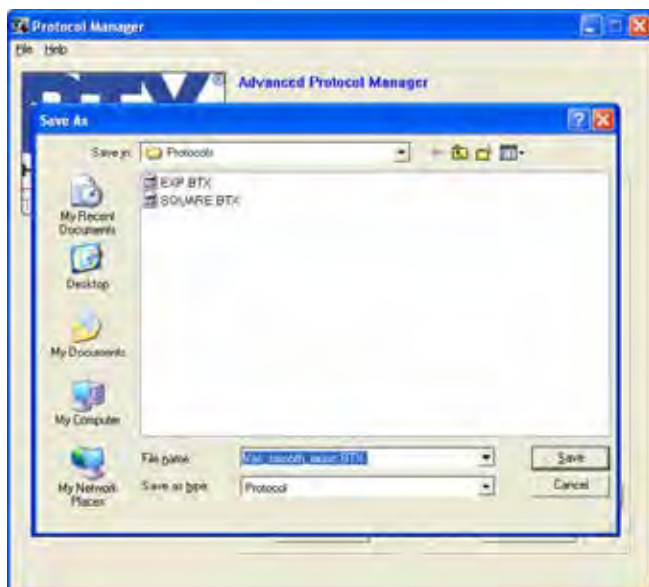 Protocol Manager
File Help
BTX®
Advanced Protocol Manager
Save As
Save in: Protocols
EXP.BTX
SQUARE.BTX
My Recent
Documents
Desktop
My Documents
My Computer
My Network
Places
File name:
Save
Save as type: Protocol
Cancel